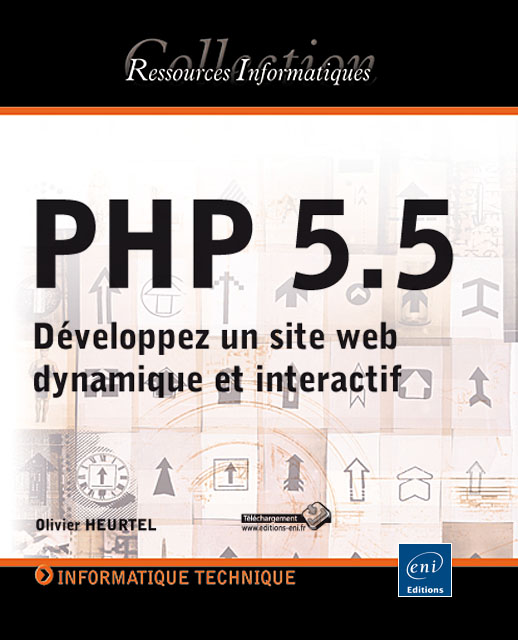 Collection
Ressources Informatiques
PHP 5.5
Développez un site web
dynamique et interactif
Olivier HEURTEL
Téléchargement
www.editions-eni.fr
INFORMATIQUE TECHNIQUE
eni
Editions